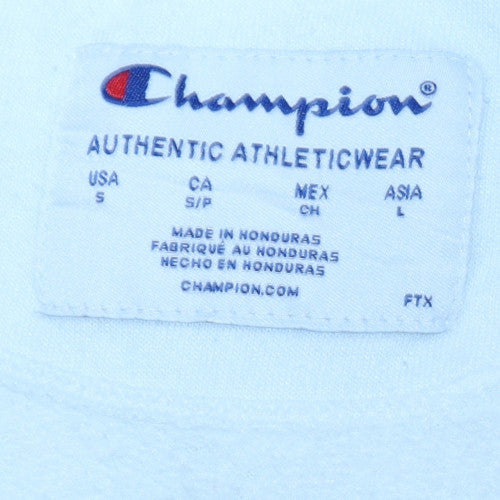 Champion®
AUTHENTIC ATHLETICWEAR
USA CA MEX ASIA
S S/P CH L
MADE IN HONDURAS
FABRIQUÉ AU HONDURAS
HECHO EN HONDURAS
CHAMPION.COM
FTX